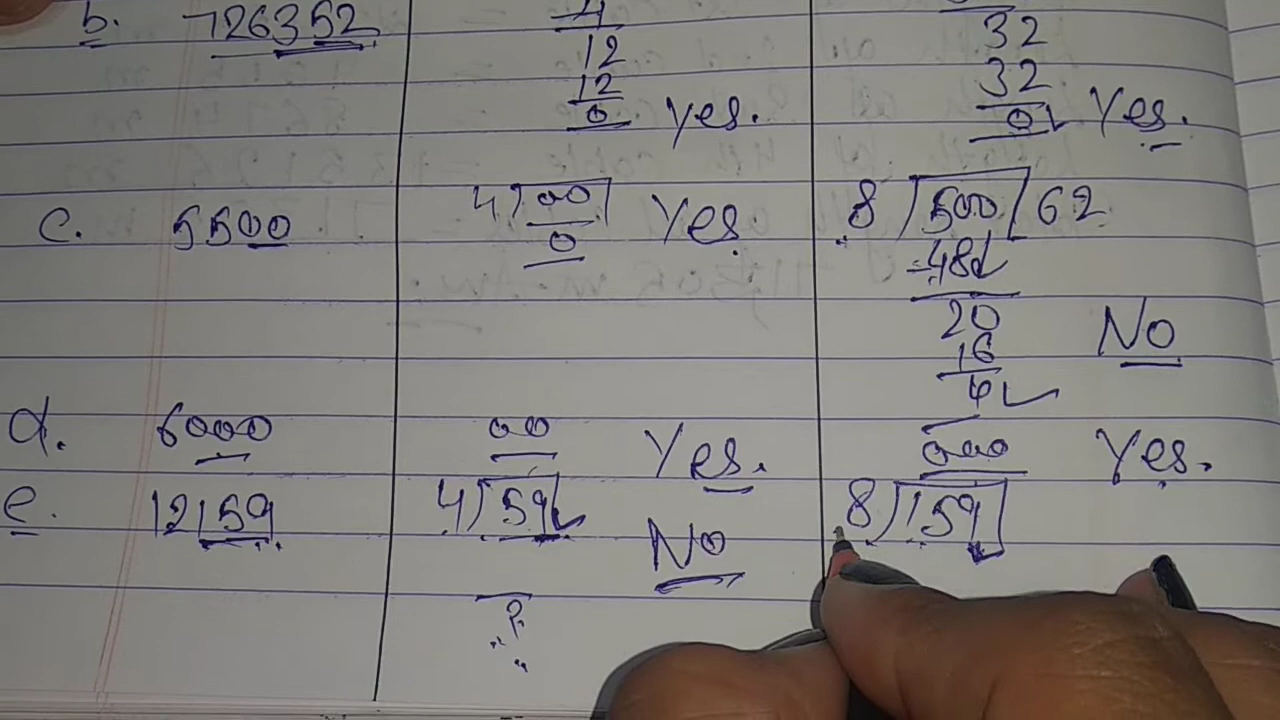 b. 726352 4 32
12 32
12 0 Yes.
0 Yes.
c. 5500 4)00 Yes. 8)500(62
0 -48
20 No
16
4
d. 6000 00 Yes. 000 Yes.
e. 12159 4)59 No 8)159
?